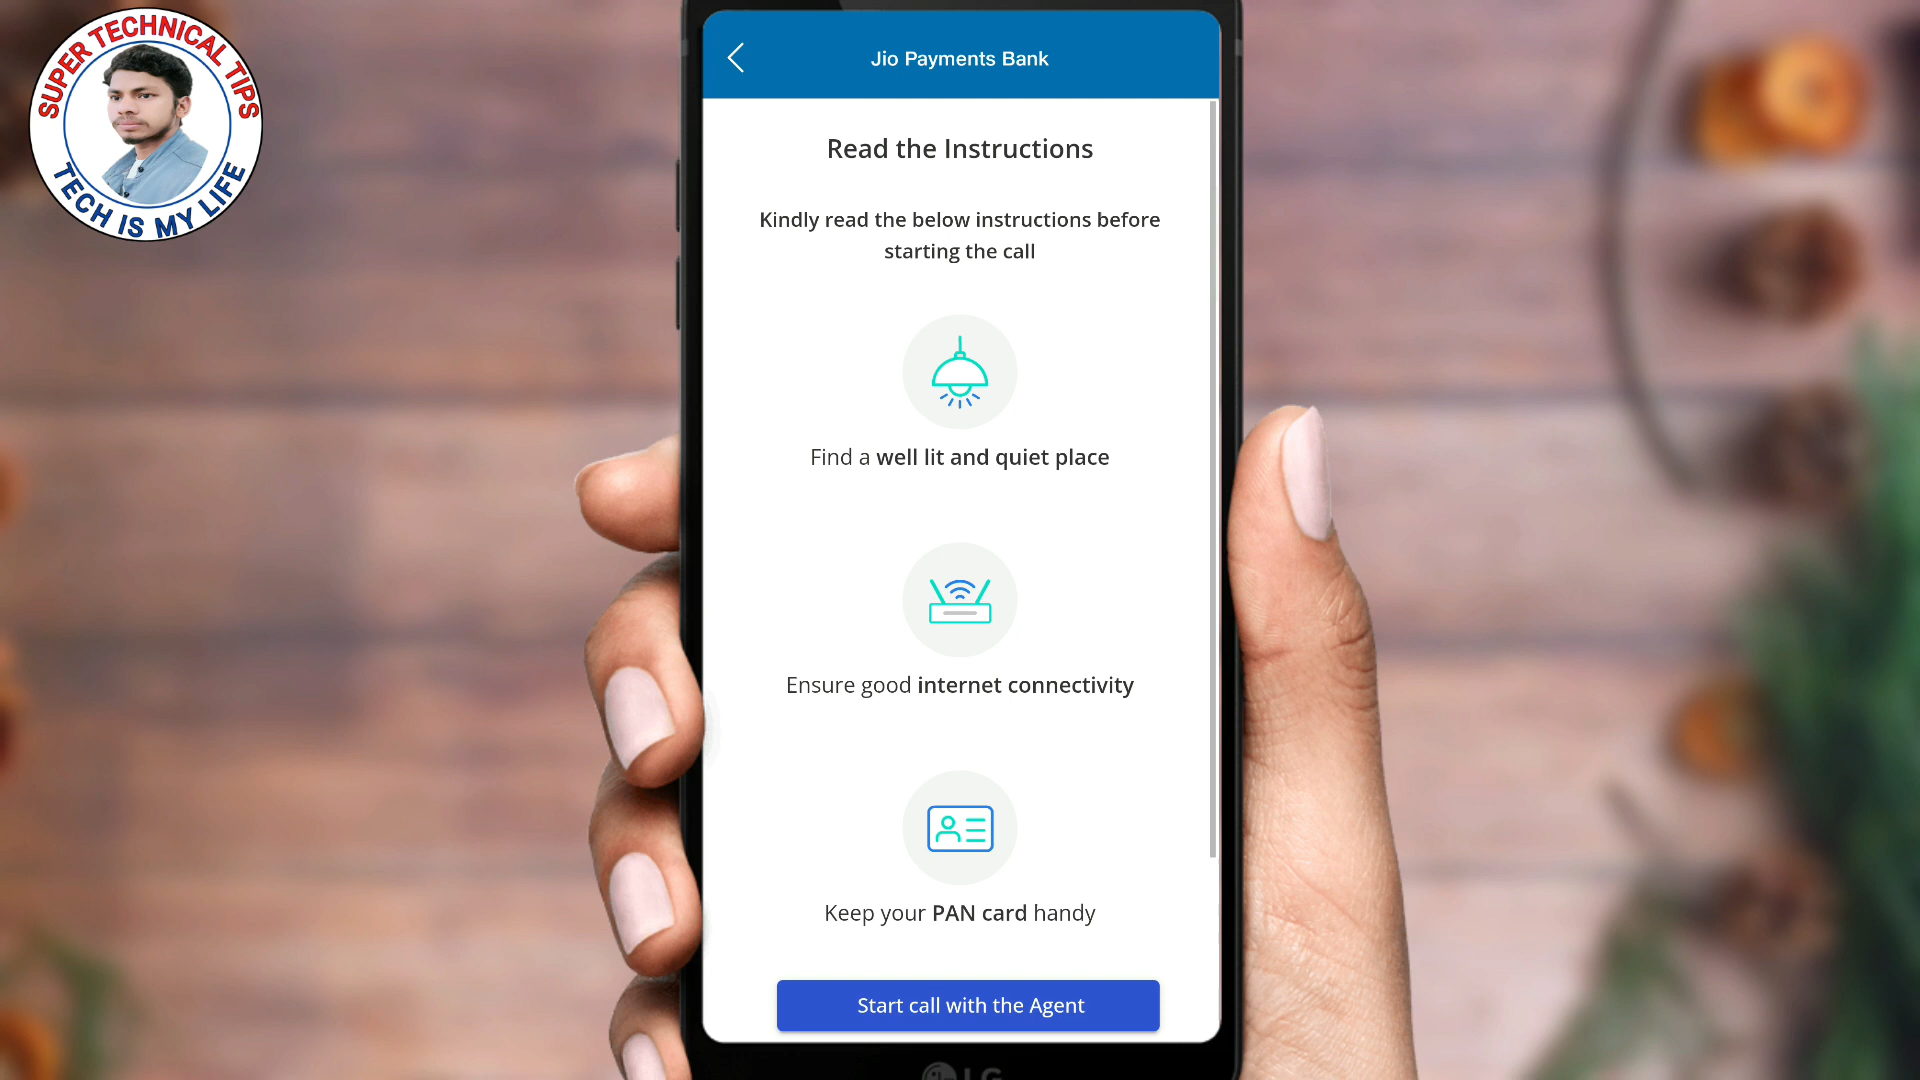 SUPER TECHNICAL TIPS
TECH IS MY LIFE
Jio Payments Bank
Read the Instructions
Kindly read the below instructions before
starting the call
Find a well lit and quiet place
Ensure good internet connectivity
Keep your PAN card handy
Start call with the Agent
LG